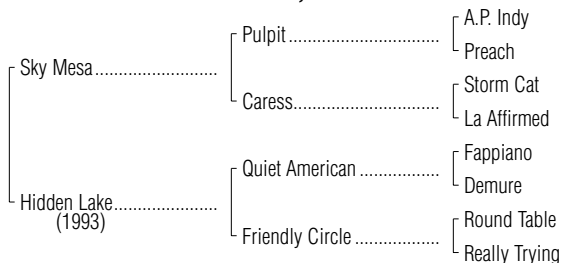 A.P. Indy
Pulpit..................................
Preach
Sky Mesa..........................
Storm Cat
Caress..................................
La Affirmed
Fappiano
Quiet American .................
Demure
Hidden Lake......................
(1993)
Round Table
Friendly Circle ..................
Really Trying